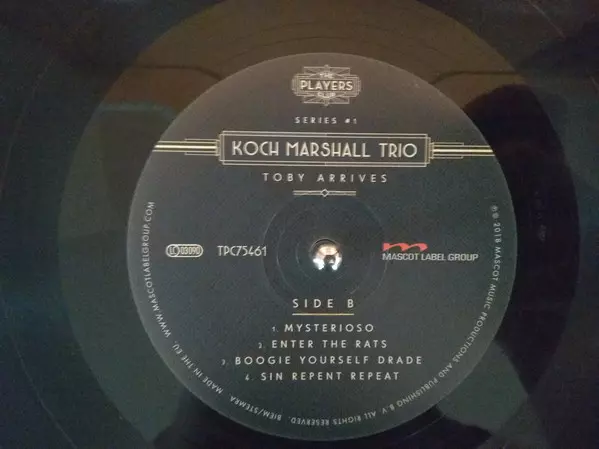 THE
PLAYERS
CLUB
SERIES #1
KOCH MARSHALL TRIO
TOBY ARRIVES
LC 03090
TPC75461
MASCOT LABEL GROUP
SIDE B
1. MYSTERIOSO
2. ENTER THE RATS
3. BOOGIE YOURSELF DRADE
4. SIN REPENT REPEAT
℗© 2018 MASCOT MUSIC PRODUCTIONS AND PUBLISHING B.V. ALL RIGHTS RESERVED. BIEM/STEMRA MADE IN THE EU. WWW.MASCOTLABELGROUP.COM